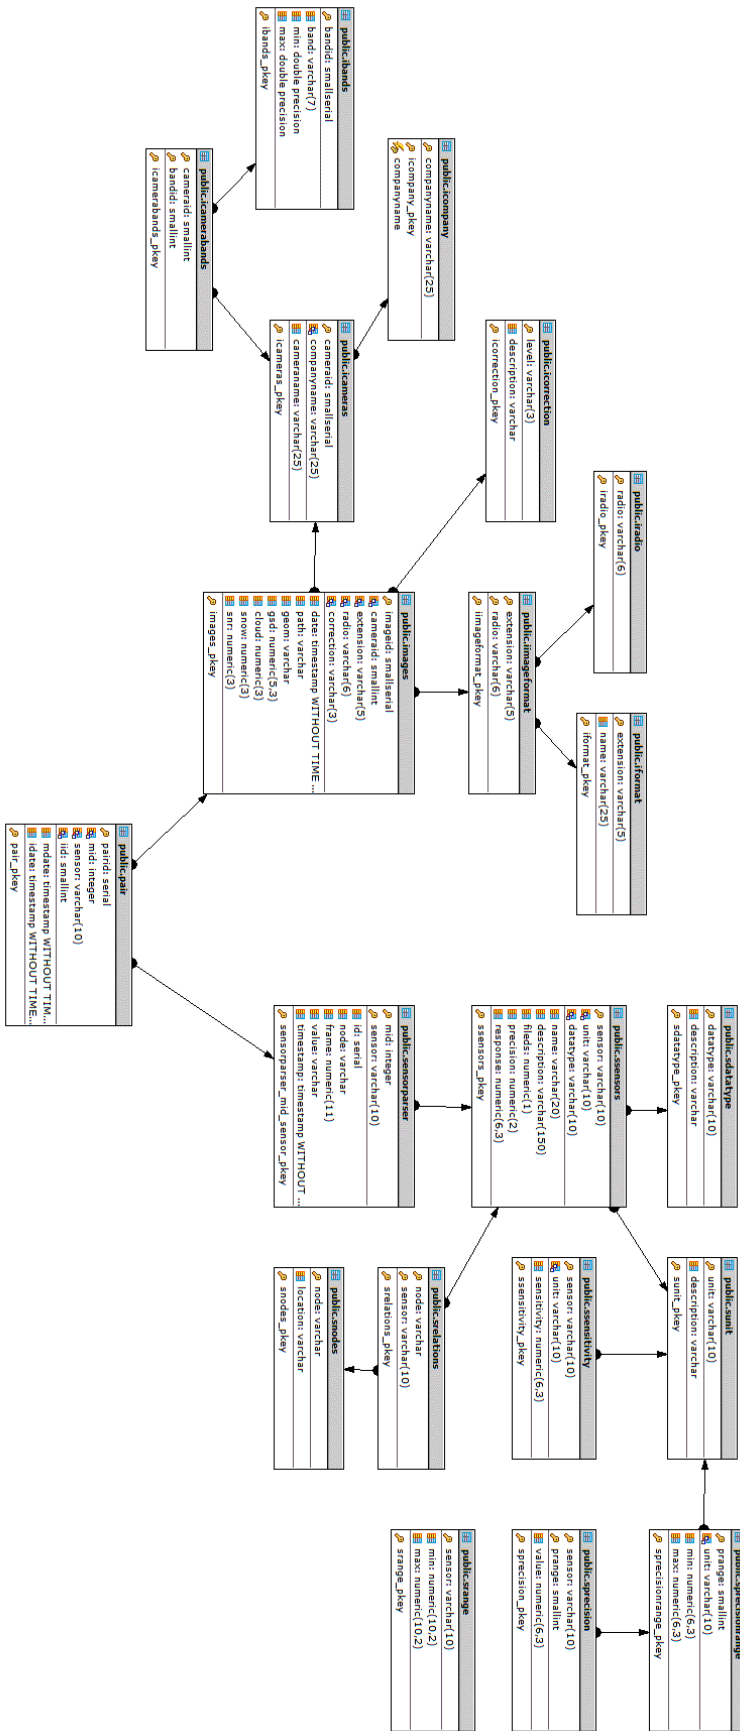 public.ibands
bandid: smallserial
band: varchar(7)
min: double precision
max: double precision
ibands_pkey
public.icamerabands
cameraid: smallint
bandid: smallint
icamerabands_pkey
public.icompany
companyname: varchar(25)
icompany_pkey
companyname
public.icameras
cameraid: smallserial
companyname: varchar(25)
cameraname: varchar(25)
icameras_pkey
public.icorrection
level: varchar(3)
description: varchar
icorrection_pkey
public.iradio
radio: varchar(6)
iradio_pkey
public.iimageformat
extension: varchar(5)
radio: varchar(6)
iimageformat_pkey
public.iformat
extension: varchar(5)
name: varchar(25)
iformat_pkey
public.images
imageid: smallserial
cameraid: smallint
extension: varchar(5)
radio: varchar(6)
correction: varchar(3)
date: timestamp WITHOUT TIME ...
path: varchar
geom: varchar
gsd: numeric(5,3)
cloud: numeric(3)
snow: numeric(3)
snr: numeric(3)
images_pkey
public.pair
pairid: serial
mid: integer
sensor: varchar(10)
iid: smallint
mdate: timestamp WITHOUT TIM...
idate: timestamp WITHOUT TIME...
pair_pkey
public.sensorparser
mid: integer
sensor: varchar(10)
id: serial
node: varchar
frame: numeric(11)
value: varchar
timestamp: timestamp WITHOUT ...
sensorparser_mid_sensor_pkey
public.ssensors
sensor: varchar(10)
unit: varchar(10)
datatype: varchar(10)
name: varchar(20)
description: varchar(150)
fileds: numeric(1)
precision: numeric(2)
response: numeric(6,3)
ssensors_pkey
public.sdatatype
datatype: varchar(10)
description: varchar
sdatatype_pkey
public.sunit
unit: varchar(10)
description: varchar
sunit_pkey
public.ssensitivity
sensor: varchar(10)
unit: varchar(10)
sensitivity: numeric(6,3)
ssensitivity_pkey
public.srelations
node: varchar
sensor: varchar(10)
srelations_pkey
public.snodes
node: varchar
location: varchar
snodes_pkey
public.sprecisionrange
prange: smallint
unit: varchar(10)
min: numeric(6,3)
max: numeric(6,3)
sprecisionrange_pkey
public.sprecision
sensor: varchar(10)
prange: smallint
value: numeric(6,3)
sprecision_pkey
public.srange
sensor: varchar(10)
min: numeric(10,2)
max: numeric(10,2)
srange_pkey